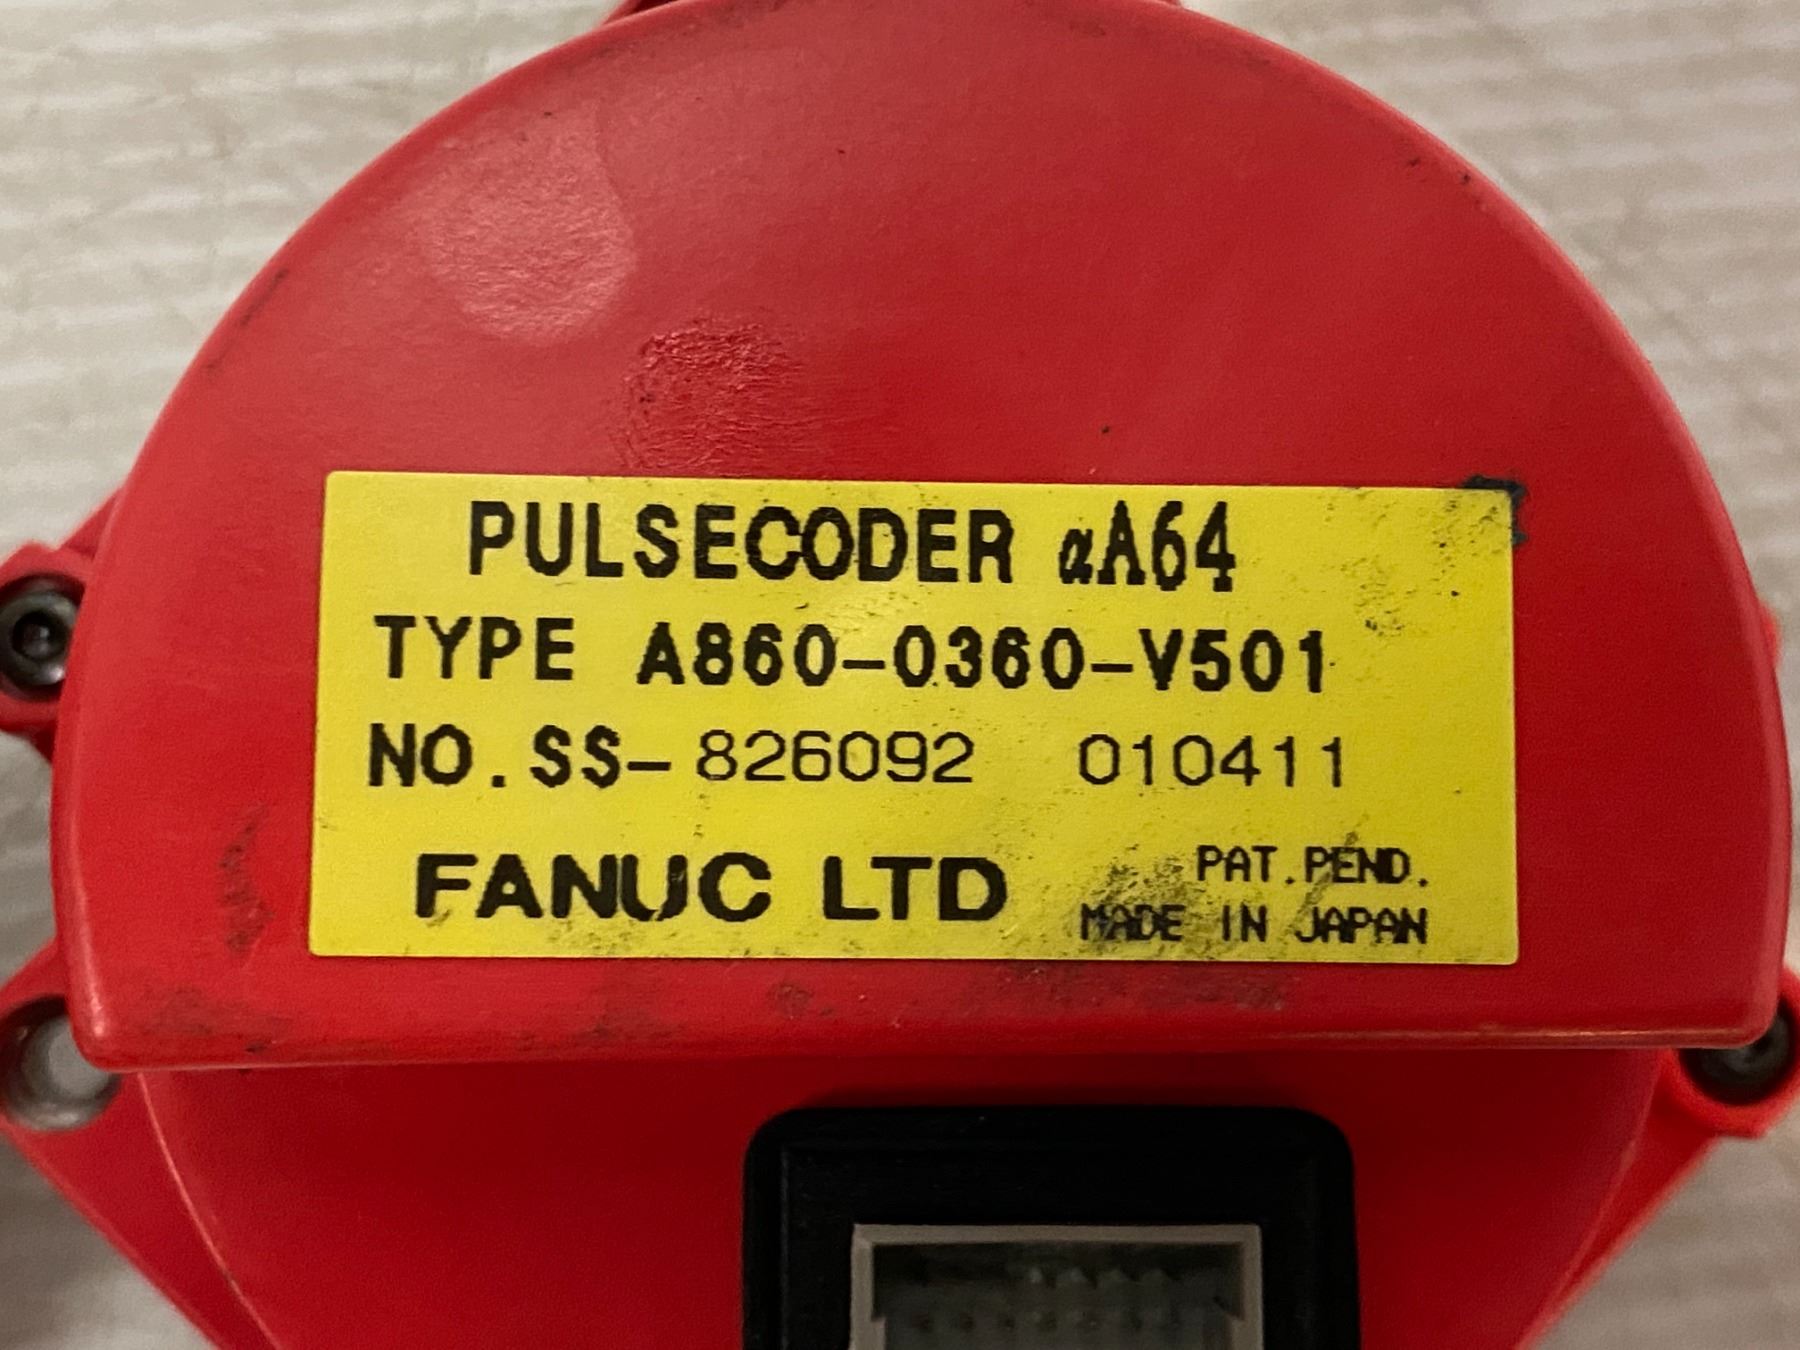 PULSECODER αA64
TYPE A860-0360-V501
NO.SS-826092 010411
FANUC LTD
PAT.PEND.
MADE IN JAPAN